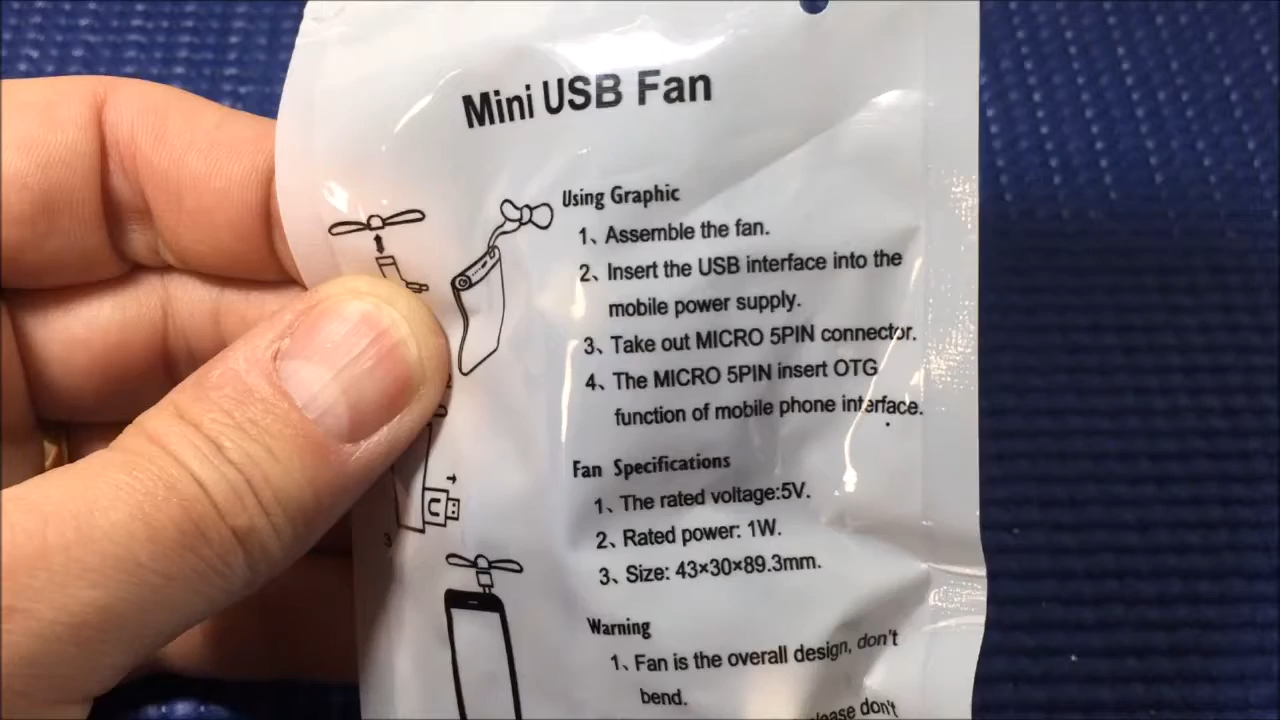 Mini USB Fan
Using Graphic
1、Assemble the fan.
2、Insert the USB interface into the
mobile power supply.
3、Take out MICRO 5PIN connector.
4、The MICRO 5PIN insert OTG
function of mobile phone interface.
Fan Specifications
1、The rated voltage:5V.
2、Rated power: 1W.
3、Size: 43×30×89.3mm.
Warning
1、Fan is the overall design, don't
bend.
don't
3